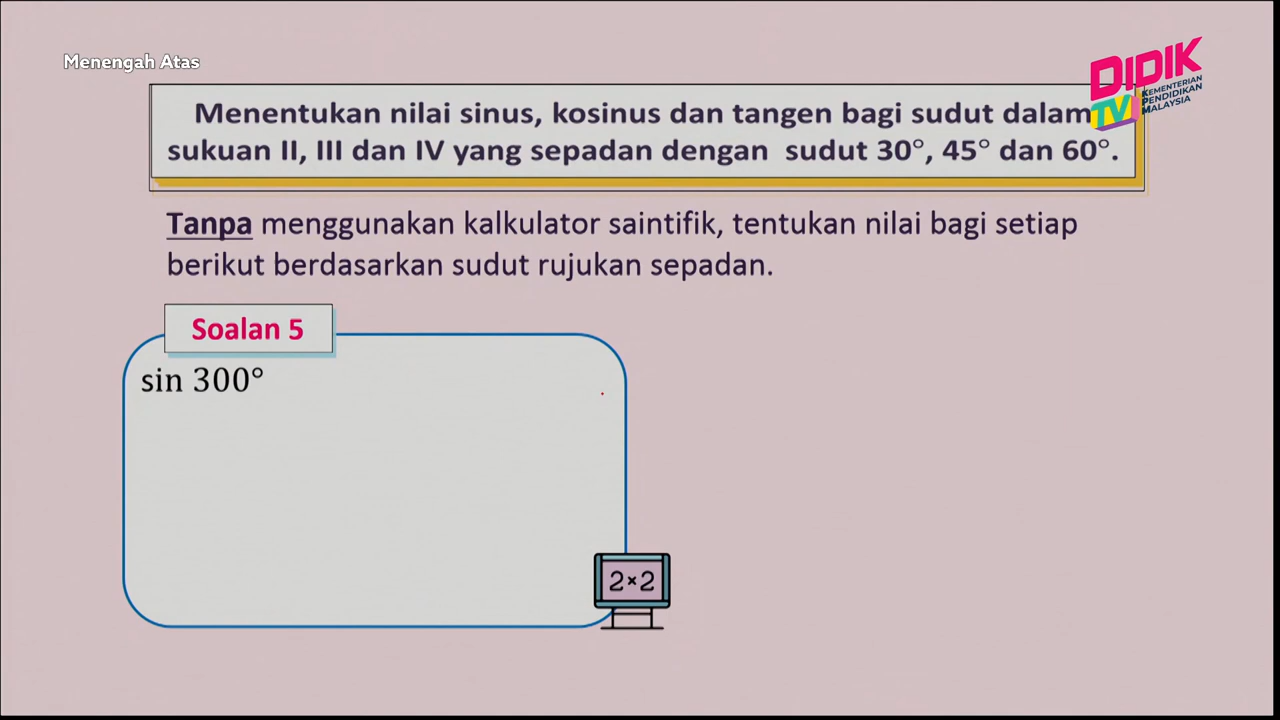 Menengah Atas
DIDIK
TV
KEMENTERIAN
PENDIDIKAN
MALAYSIA
Menentukan nilai sinus, kosinus dan tangen bagi sudut dalam
sukuan II, III dan IV yang sepadan dengan sudut 30°, 45° dan 60°.
Tanpa menggunakan kalkulator saintifik, tentukan nilai bagi setiap
berikut berdasarkan sudut rujukan sepadan.
Soalan 5
sin 300°
2×2